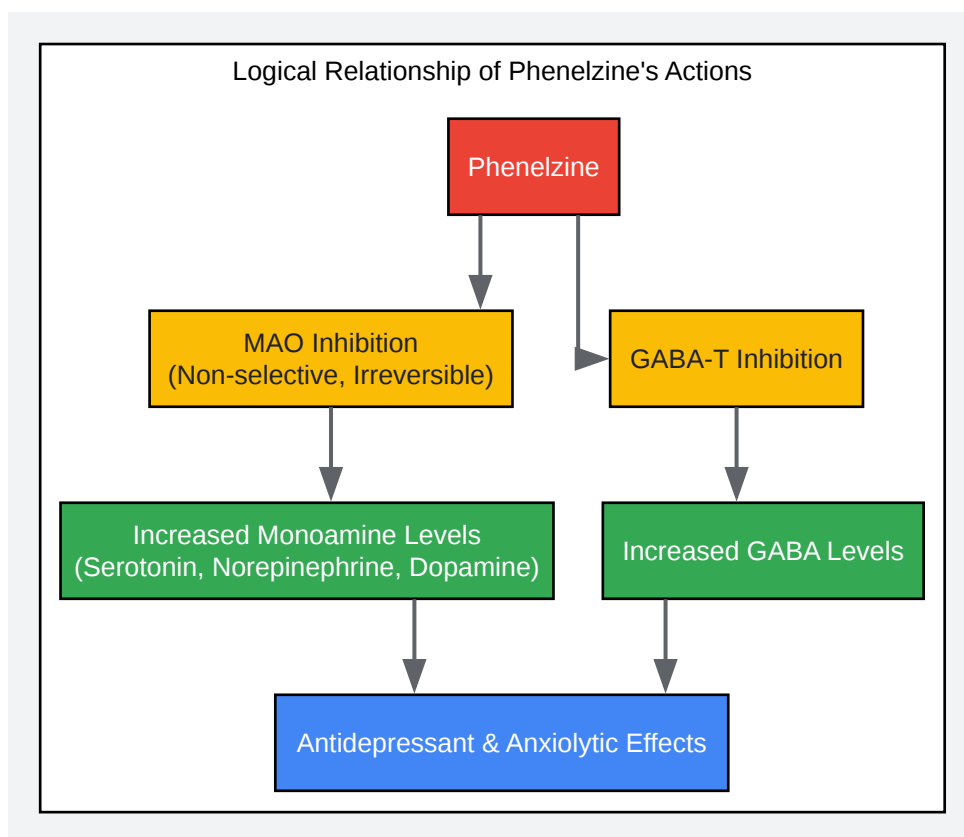 Logical Relationship of Phenelzine's Actions
Phenelzine
MAO Inhibition
(Non-selective, Irreversible)
GABA-T Inhibition
Increased Monoamine Levels
(Serotonin, Norepinephrine, Dopamine)
Increased GABA Levels
Antidepressant & Anxiolytic Effects